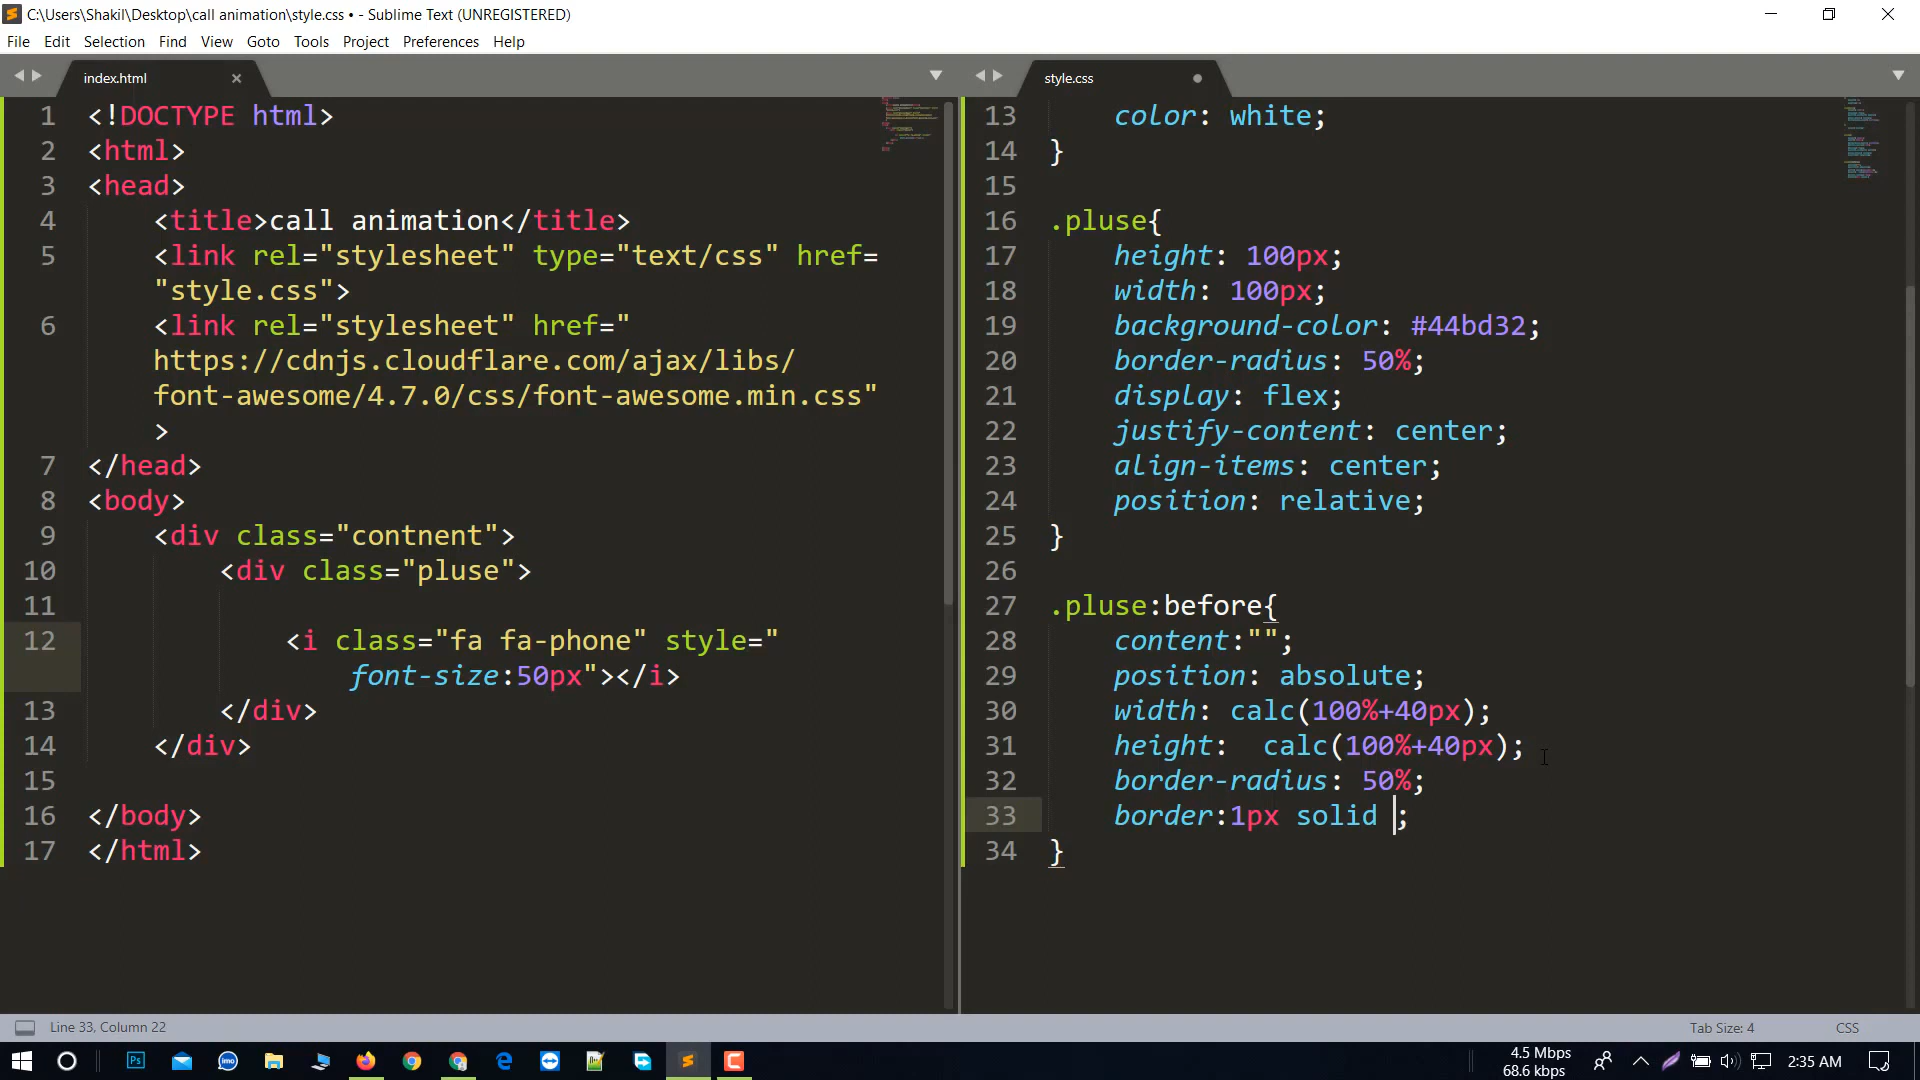 C:\Users\Shakil\Desktop\call animation\style.css • - Sublime Text (UNREGISTERED)
File Edit Selection Find View Goto Tools Project Preferences Help
index.html
1 <!DOCTYPE html>
2 <html>
3 <head>
4 <title>call animation</title>
5 <link rel="stylesheet" type="text/css" href=
"style.css">
6 <link rel="stylesheet" href="
https://cdnjs.cloudflare.com/ajax/libs/
font-awesome/4.7.0/css/font-awesome.min.css"
>
7 </head>
8 <body>
9 <div class="contnent">
10 <div class="pluse">
11
12 <i class="fa fa-phone" style="
font-size:50px"></i>
13 </div>
14 </div>
15
16 </body>
17 </html>
style.css
13 color: white;
14 }
15
16 .pluse{
17 height: 100px;
18 width: 100px;
19 background-color: #44bd32;
20 border-radius: 50%;
21 display: flex;
22 justify-content: center;
23 align-items: center;
24 position: relative;
25 }
26
27 .pluse:before{
28 content:"";
29 position: absolute;
30 width: calc(100%+40px);
31 height:  calc(100%+40px);
32 border-radius: 50%;
33 border:1px solid ;
34 }
Line 33, Column 22
Tab Size: 4
CSS
Ps
imo
4.5 Mbps
68.6 kbps
2:35 AM